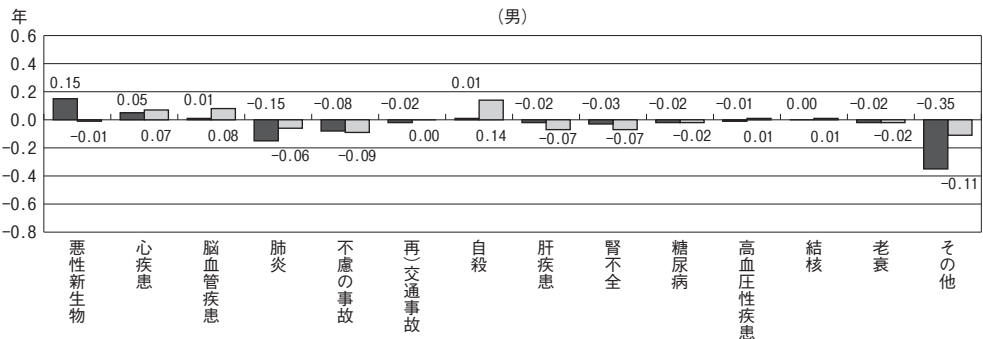 年
(男)
0.6
0.4
0.2
0.0
-0.2
-0.4
-0.6
-0.8
0.15 0.05 0.01 -0.15 -0.08 -0.02 0.01 -0.02 -0.03 -0.02 -0.01 0.00 -0.02 -0.35
-0.01 0.07 0.08 -0.06 -0.09 0.00 0.14 -0.07 -0.07 -0.02 0.01 0.01 -0.02 -0.11
悪性新生物
心疾患
脳血管疾患
肺炎
不慮の事故
再)交通事故
自殺
肝疾患
腎不全
糖尿病
高血圧性疾患
結核
老衰
その他